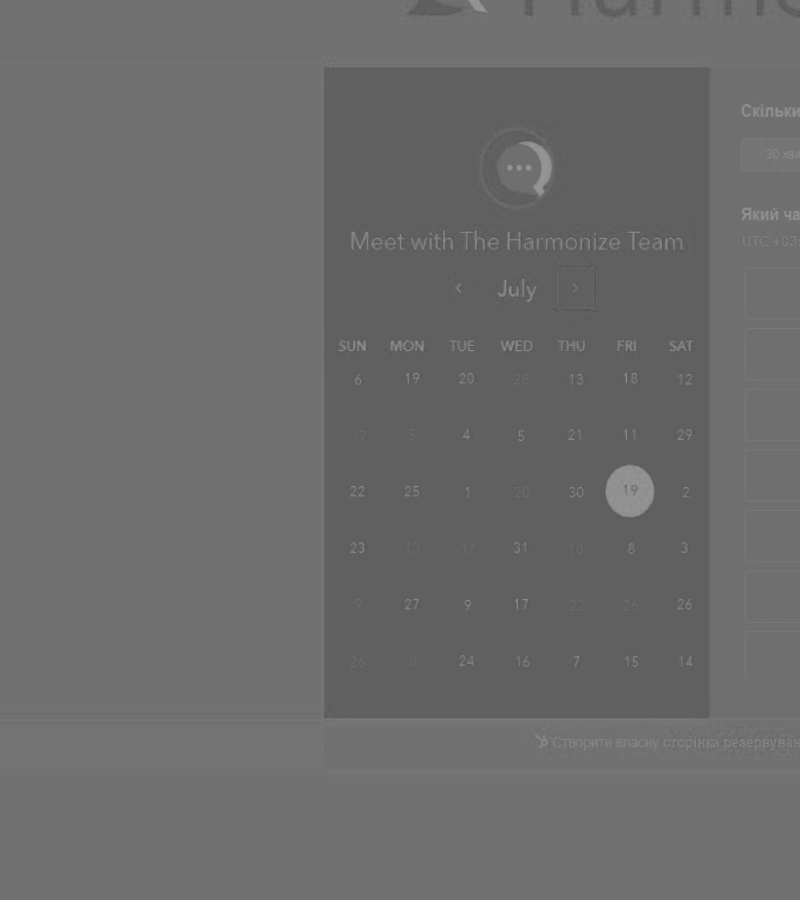 Harmo
Скільки
30 хви
Який ча
UTC +03:
Meet with The Harmonize Team
July
SUN MON TUE WED THU FRI SAT
6 19 20 28 13 18 12
17 5 4 5 21 11 29
22 25 1 20 30 19 2
23 13 17 31 18 8 3
9 27 9 17 22 26 26
26 8 24 16 7 15 14
Створити власну сторінка резервуван